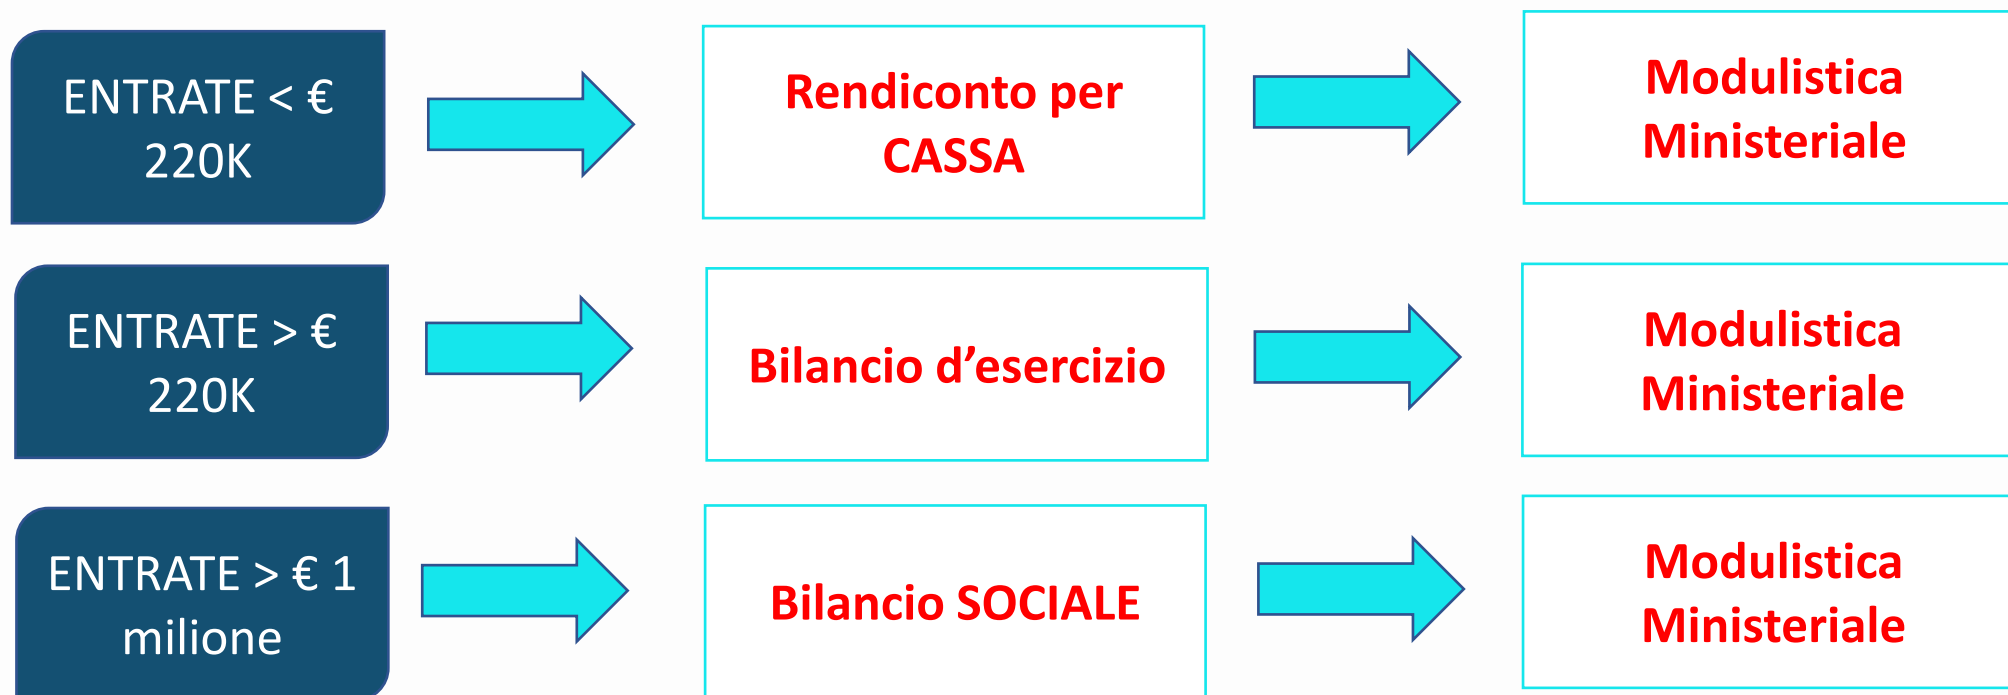 ENTRATE < €
220K
Rendiconto per
CASSA
Modulistica
Ministeriale
ENTRATE > €
220K
Bilancio d’esercizio
Modulistica
Ministeriale
ENTRATE > € 1
milione
Bilancio SOCIALE
Modulistica
Ministeriale